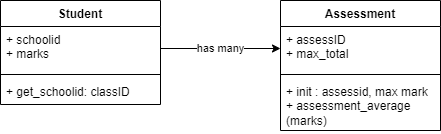 Student
+ schoolid
+ marks
+ get_schoolid: classID
has many
Assessment
+ assessID
+ max_total
+ init : assessid, max mark
+ assessment_average
(marks)